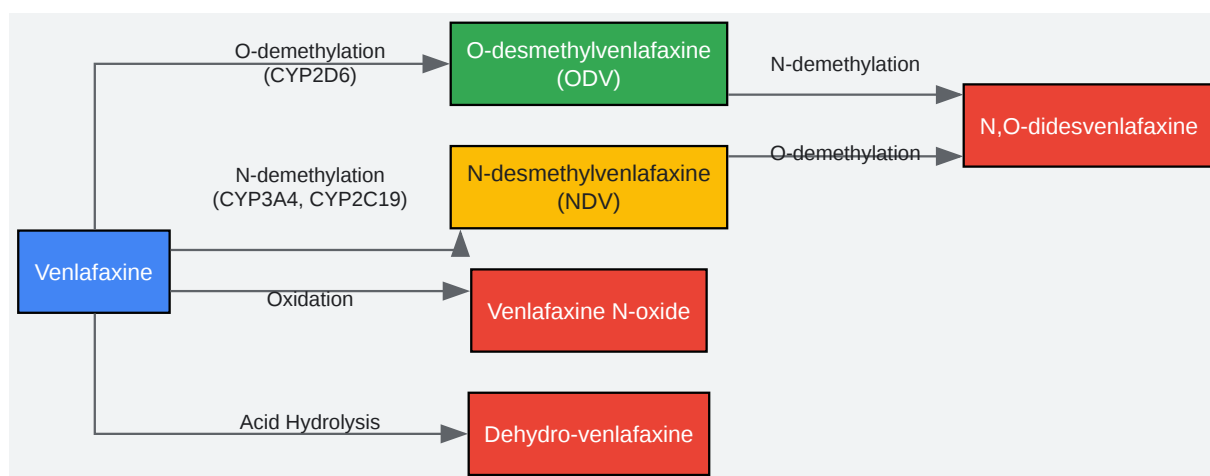 O-demethylation
(CYP2D6)
O-desmethylvenlafaxine
(ODV)
N-demethylation
N,O-didesvenlafaxine
N-demethylation
(CYP3A4, CYP2C19)
N-desmethylvenlafaxine
(NDV)
O-demethylation
Venlafaxine
Oxidation
Venlafaxine N-oxide
Acid Hydrolysis
Dehydro-venlafaxine